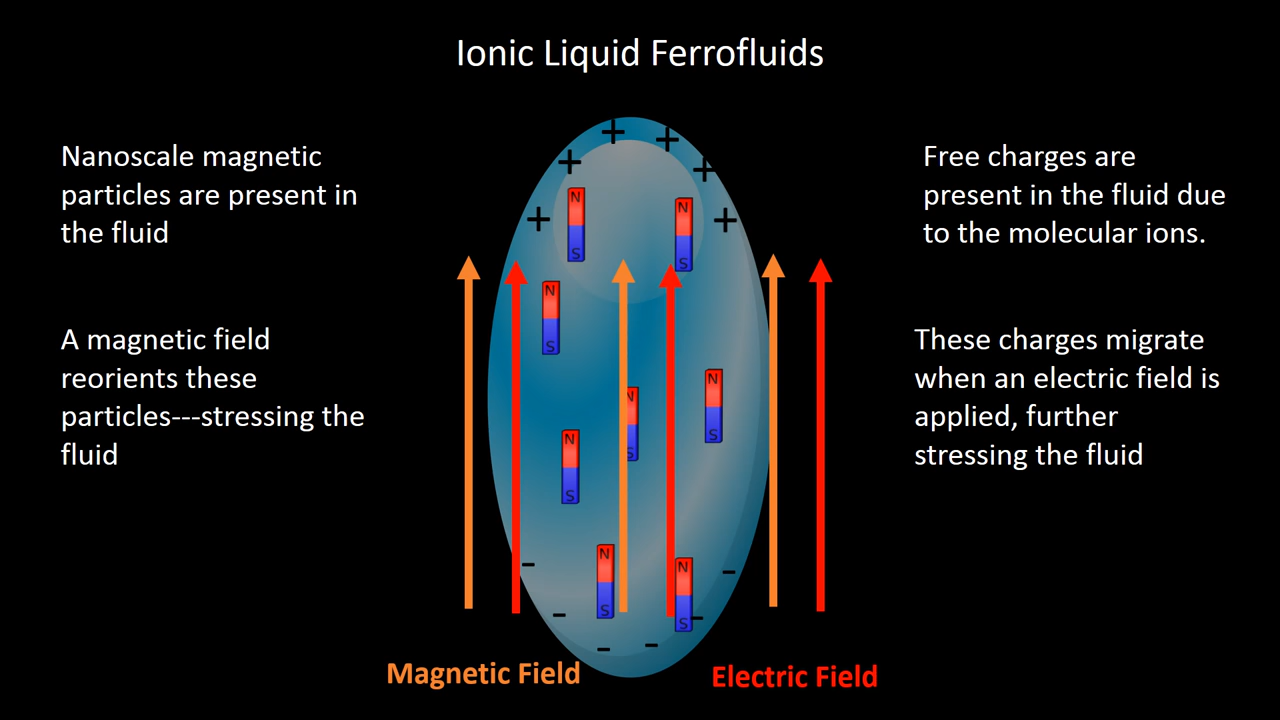 Ionic Liquid Ferrofluids
Nanoscale magnetic
particles are present in
the fluid
A magnetic field
reorients these
particles---stressing the
fluid
Free charges are
present in the fluid due
to the molecular ions.
These charges migrate
when an electric field is
applied, further
stressing the fluid
+ + + + + +
N
S
N
S
N
S
N
S
N
S
N
S
N
S
N
S
- - - - - -
Magnetic Field
Electric Field